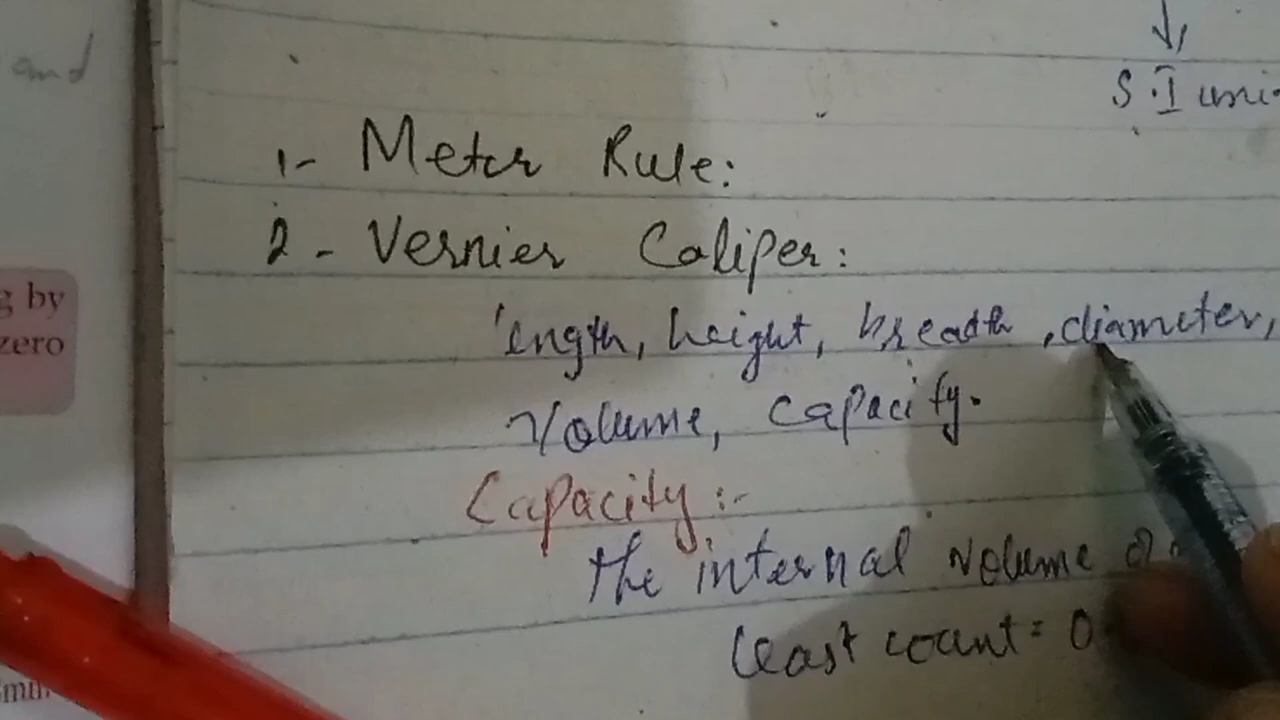 and
S.I uni
1- Meter Rule:
2- Vernier Caliper:
g by
length, height, breadth, diameter,
zero
Volume, capacity.
Capacity:-
the internal volume
least count = 0